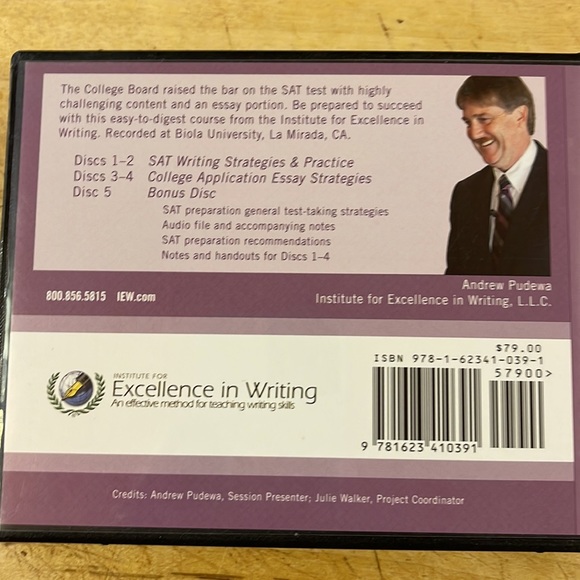 The College Board raised the bar on the SAT test with highly
challenging content and an essay portion. Be prepared to succeed
with this easy-to-digest course from the Institute for Excellence in
Writing. Recorded at Biola University, La Mirada, CA.
Discs 1–2 SAT Writing Strategies & Practice
Discs 3–4 College Application Essay Strategies
Disc 5 Bonus Disc
SAT preparation general test-taking strategies
Audio file and accompanying notes
SAT preparation recommendations
Notes and handouts for Discs 1–4
Andrew Pudewa
Institute for Excellence in Writing, L.L.C.
800.856.5815 IEW.com
$79.00
ISBN 978-1-62341-039-1
57900>
9 781623 410391
INSTITUTE FOR
Excellence in Writing
An effective method for teaching writing skills
Credits: Andrew Pudewa, Session Presenter; Julie Walker, Project Coordinator